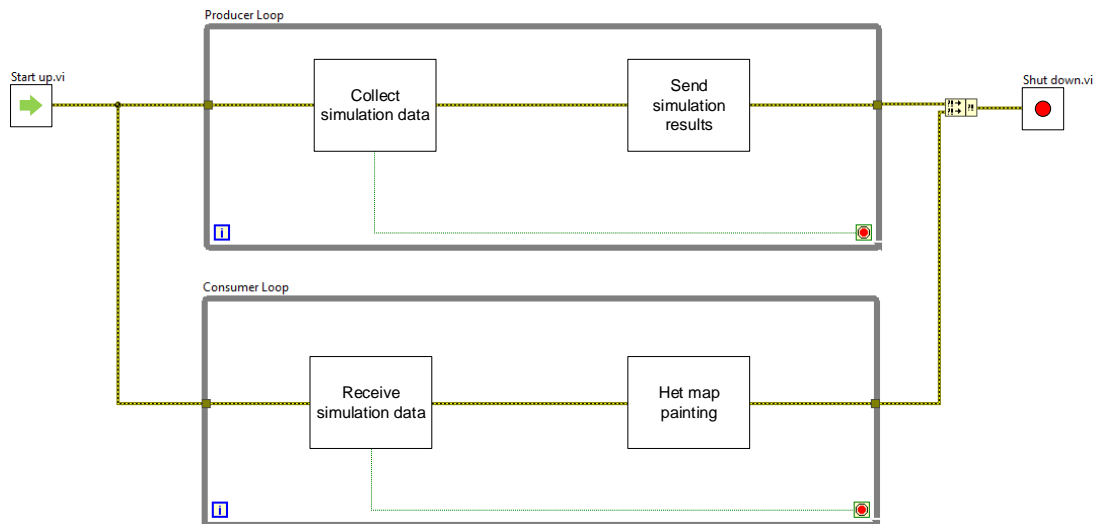 Producer Loop
Start up.vi
Collect
simulation data
Send
simulation
results
Shut down.vi
?!
?!
?!
i
Consumer Loop
Receive
simulation data
Het map
painting
i